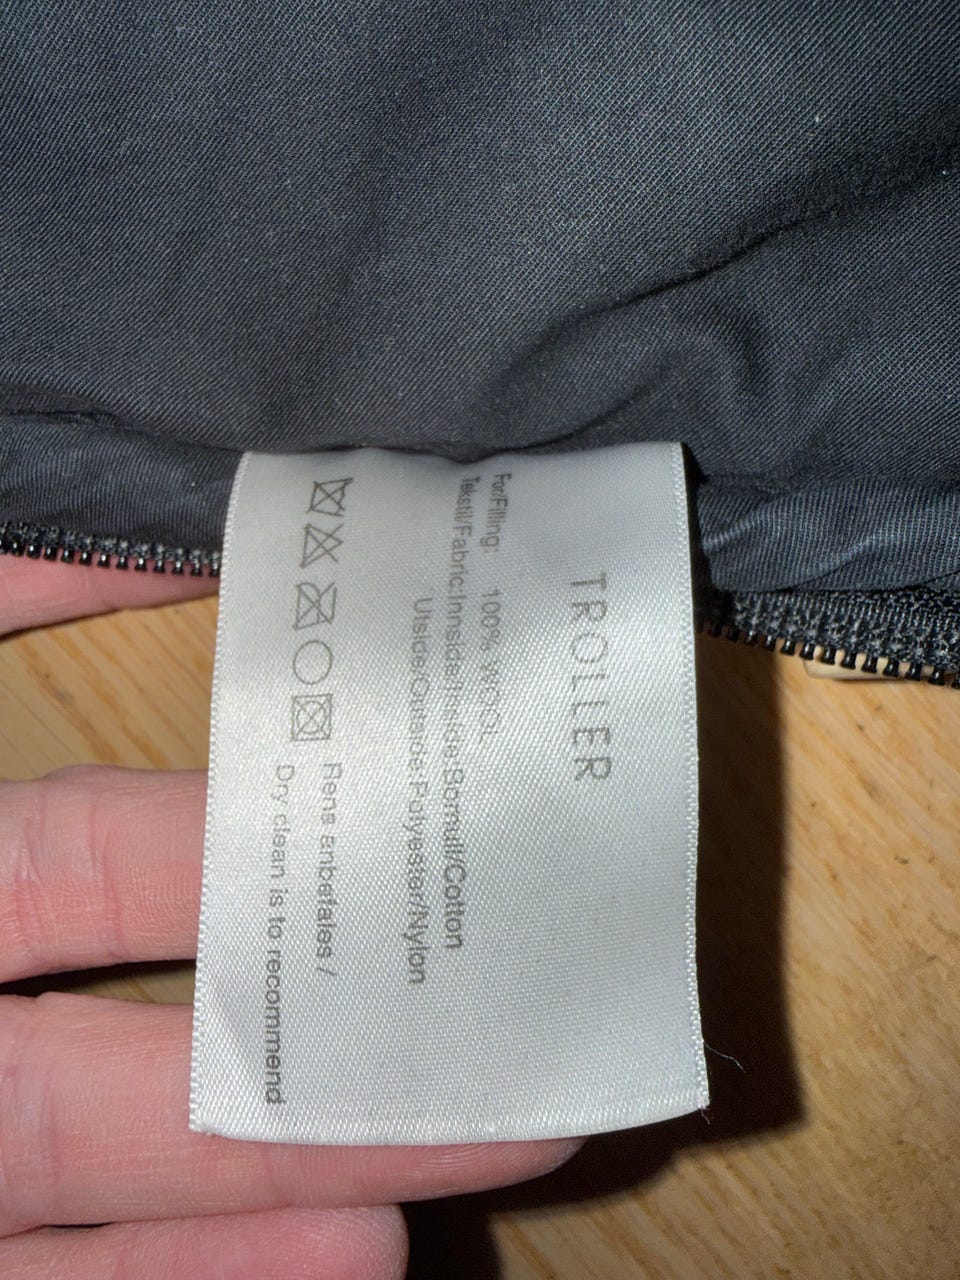 TROLLER
For/Filling: 100% WOOL
Tekstil/Fabric:Innside/Inside:Bomull/Cotton
Utside/Outside:Polyester/Nylon
Rens anbefales /
Dry clean is to recommend